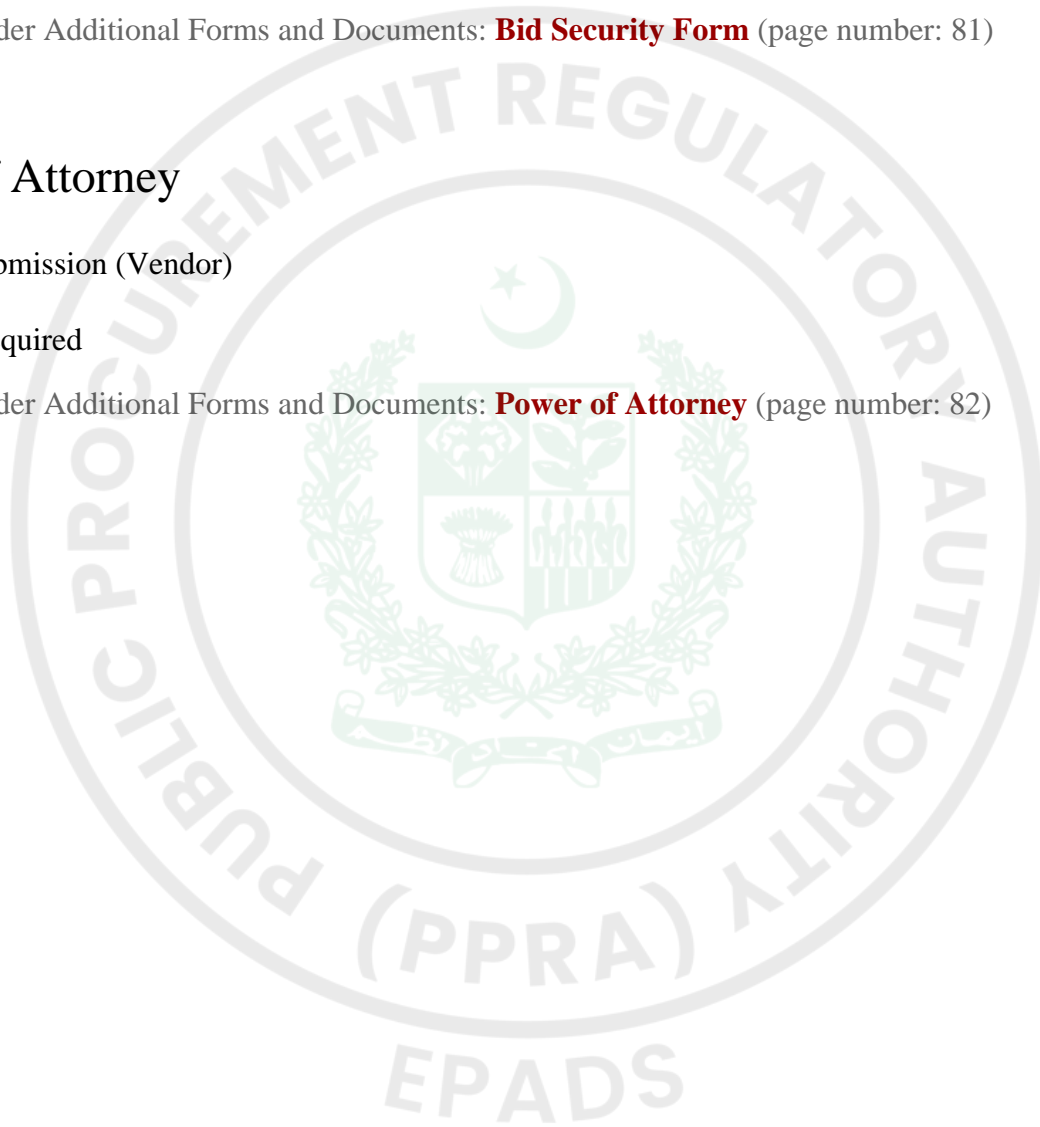 der Additional Forms and Documents: Bid Security Form (page number: 81)
Attorney
omission (Vendor)
quired
der Additional Forms and Documents: Power of Attorney (page number: 82)
PUBLIC PROCUREMENT REGULATORY AUTHORITY
(PPRA)
EPADS